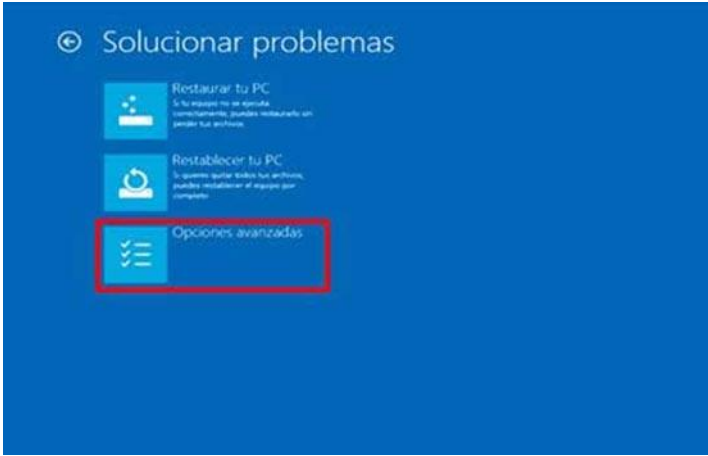 Solucionar problemas
Restaurar tu PC
Si tu equipo no se ejecuta
correctamente, puedes restaurarlo sin
perder tus archivos.
Restablecer tu PC
Si quieres quitar todos tus archivos,
puedes restablecer el equipo por
completo.
Opciones avanzadas